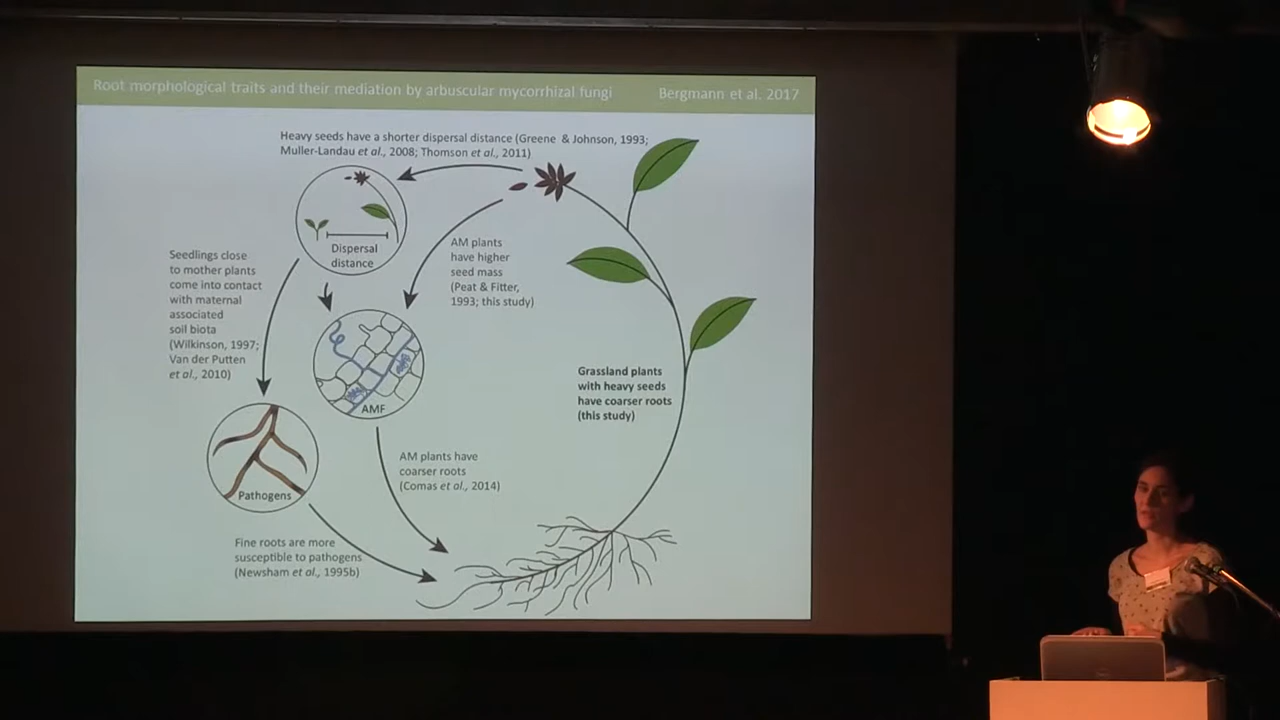 Root morphological traits and their mediation by arbuscular mycorrhizal fungi
Bergmann et al. 2017
Heavy seeds have a shorter dispersal distance (Greene & Johnson, 1993;
Muller-Landau et al., 2008; Thomson et al., 2011)
Dispersal
distance
AM plants
have higher
seed mass
(Peat & Fitter,
1993; this study)
Seedlings close
to mother plants
come into contact
with maternal
associated
soil biota
(Wilkinson, 1997;
Van der Putten
et al., 2010)
AMF
Grassland plants
with heavy seeds
have coarser roots
(this study)
Pathogens
AM plants have
coarser roots
(Comas et al., 2014)
Fine roots are more
susceptible to pathogens
(Newsham et al., 1995b)